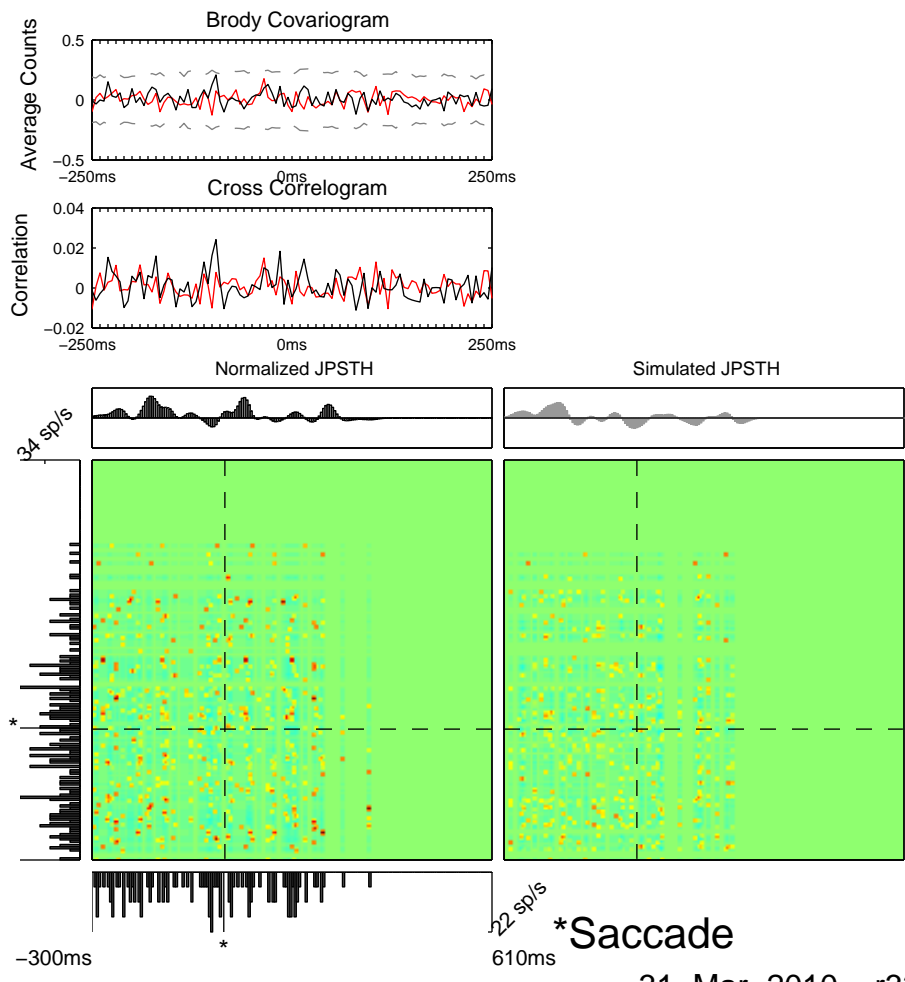 Brody Covariogram
Average Counts
0.5
0
−0.5
−250ms
0ms
250ms
Cross Correlogram
Correlation
0.04
0.02
0
−0.02
−250ms
0ms
250ms
Normalized JPSTH
Simulated JPSTH
34 sp/s
*
22 sp/s
*
*Saccade
−300ms
610ms